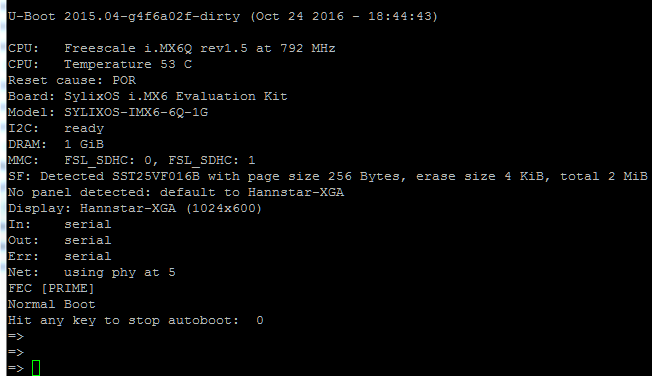 U-Boot 2015.04-g4f6a02f-dirty (Oct 24 2016 - 18:44:43)
CPU:   Freescale i.MX6Q rev1.5 at 792 MHz
CPU:   Temperature 53 C
Reset cause: POR
Board: SylixOS i.MX6 Evaluation Kit
Model: SYLIXOS-IMX6-6Q-1G
I2C:   ready
DRAM:  1 GiB
MMC:   FSL_SDHC: 0, FSL_SDHC: 1
SF: Detected SST25VF016B with page size 256 Bytes, erase size 4 KiB, total 2 MiB
No panel detected: default to Hannstar-XGA
Display: Hannstar-XGA (1024x600)
In:    serial
Out:   serial
Err:   serial
Net:   using phy at 5
FEC [PRIME]
Normal Boot
Hit any key to stop autoboot:  0
=>
=>
=>